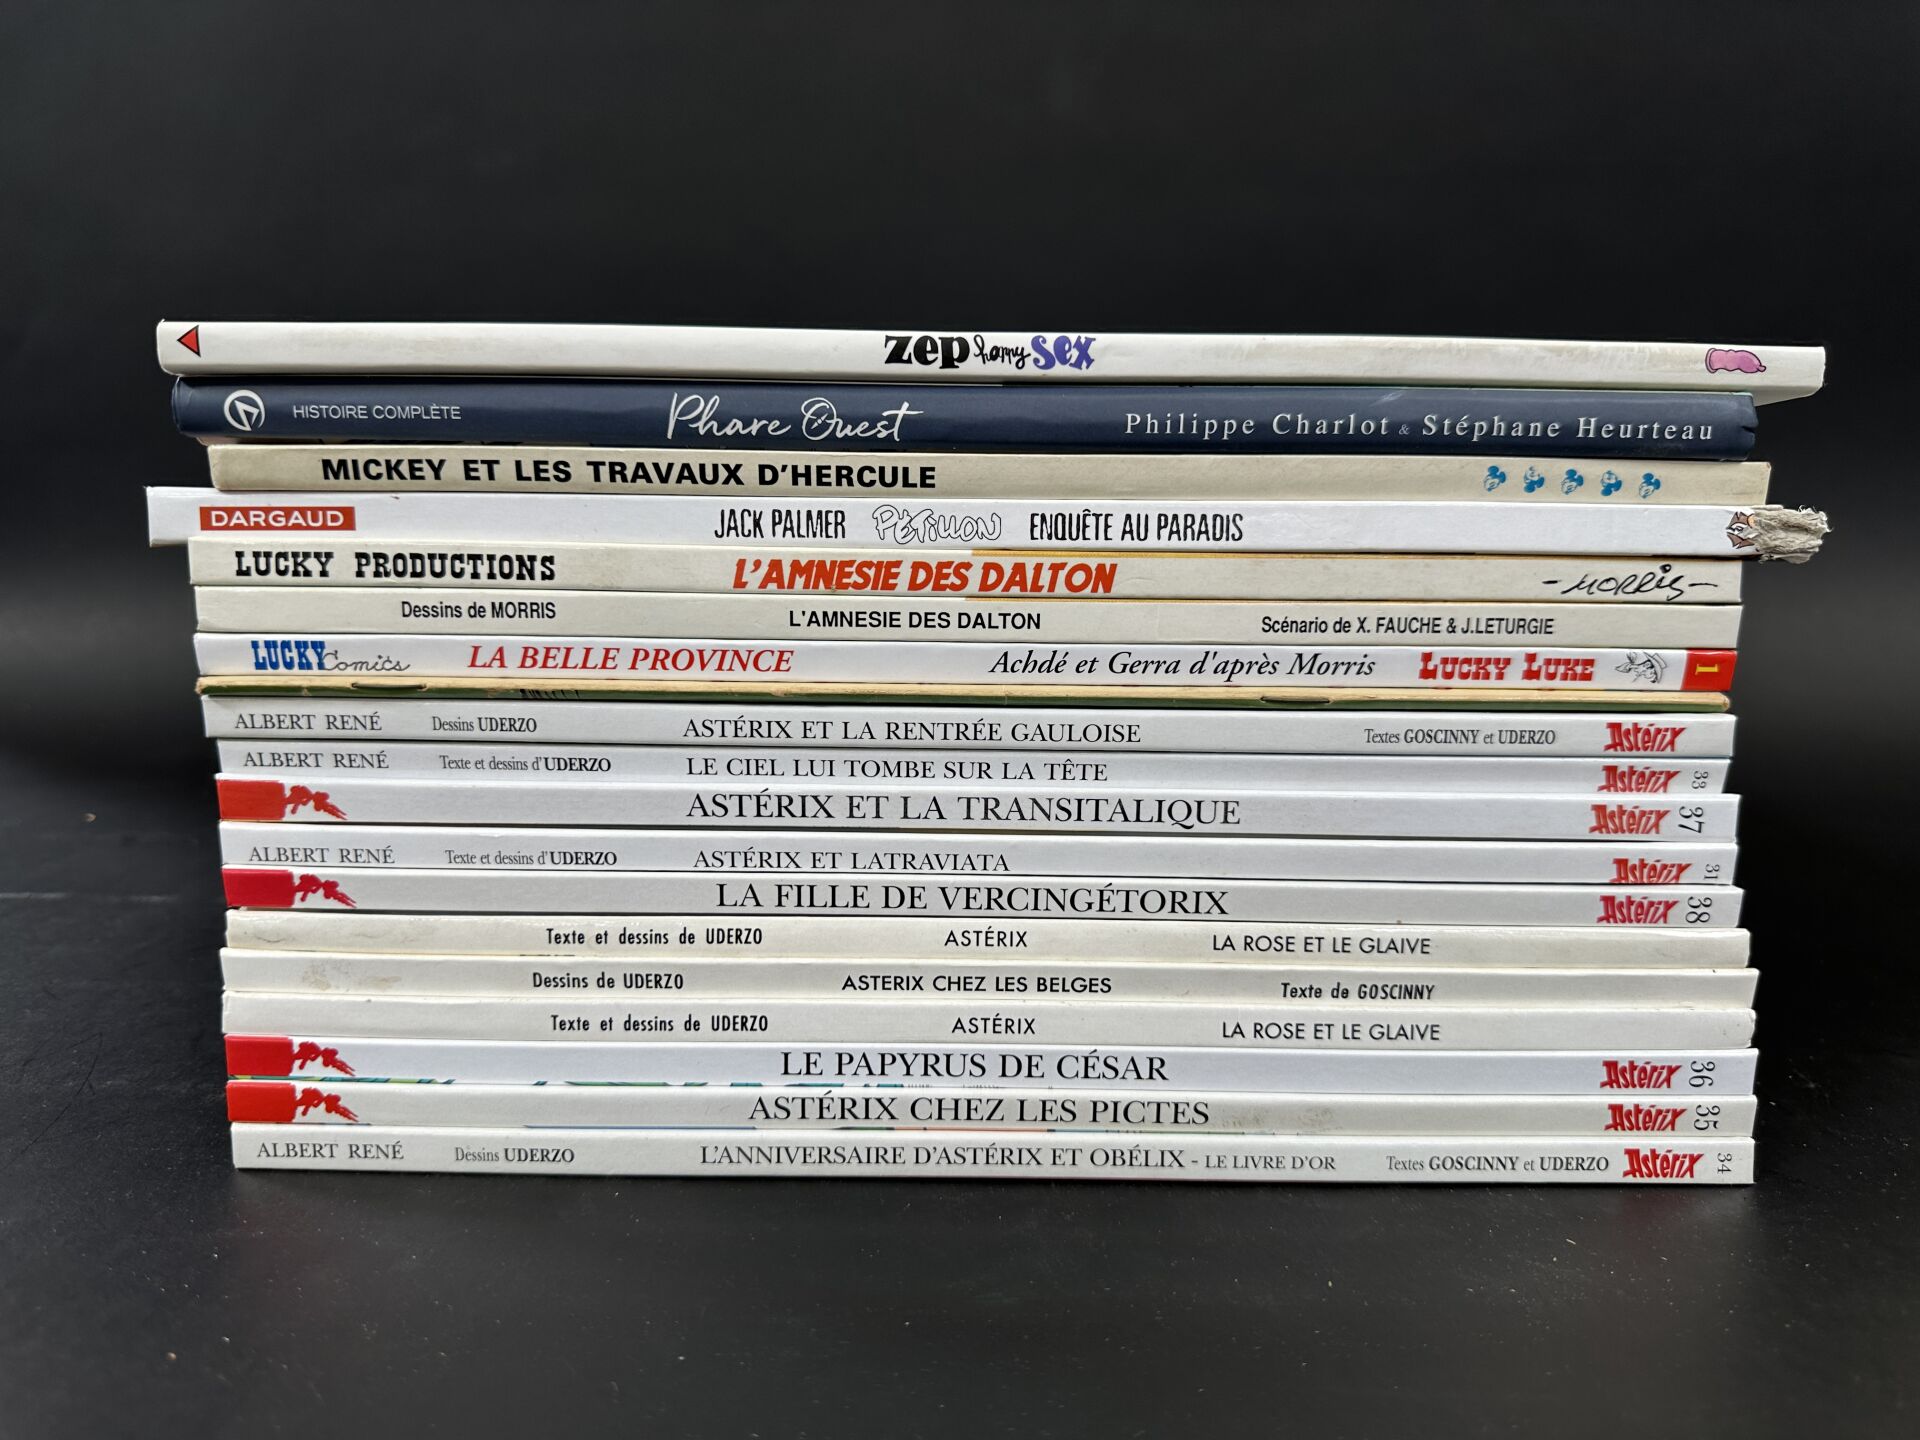 zep happy sex
HISTOIRE COMPLÈTE Phare Ouest Philippe Charlot & Stéphane Heurteau
MICKEY ET LES TRAVAUX D'HERCULE
DARGAUD JACK PALMER PÉTILLON ENQUÊTE AU PARADIS
LUCKY PRODUCTIONS L'AMNESIE DES DALTON -MORRIS-
Dessins de MORRIS L'AMNESIE DES DALTON Scénario de X. FAUCHE & J.LETURGIE
LUCKY Comics LA BELLE PROVINCE Achdé et Gerra d'après Morris LUCKY LUKE 1
ALBERT RENÉ Dessins UDERZO ASTÉRIX ET LA RENTRÉE GAULOISE Textes GOSCINNY et UDERZO Astérix
ALBERT RENÉ Texte et dessins d'UDERZO LE CIEL LUI TOMBE SUR LA TÊTE Astérix 33
ASTÉRIX ET LA TRANSITALIQUE Astérix 37
ALBERT RENÉ Texte et dessins d'UDERZO ASTÉRIX ET LATRAVIATA Astérix 31
LA FILLE DE VERCINGÉTORIX Astérix 38
Texte et dessins de UDERZO ASTÉRIX LA ROSE ET LE GLAIVE
Dessins de UDERZO ASTERIX CHEZ LES BELGES Texte de GOSCINNY
Texte et dessins de UDERZO ASTÉRIX LA ROSE ET LE GLAIVE
LE PAPYRUS DE CÉSAR Astérix 36
ASTÉRIX CHEZ LES PICTES Astérix 35
ALBERT RENÉ Dessins UDERZO L'ANNIVERSAIRE D'ASTÉRIX ET OBÉLIX - LE LIVRE D'OR Textes GOSCINNY et UDERZO Astérix 34